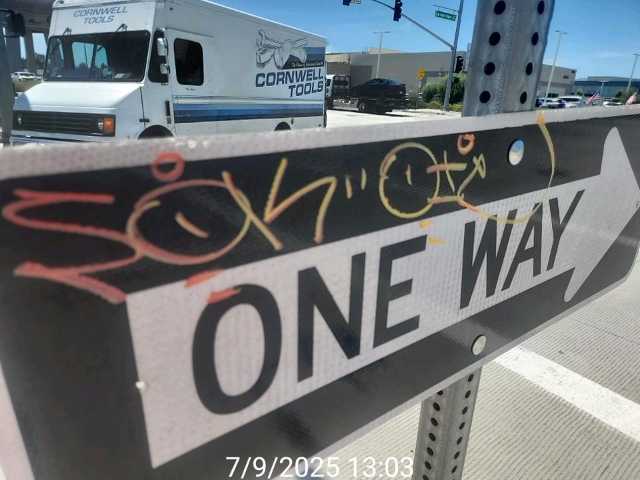 CORNWELL
TOOLS
CORNWELL
TOOLS
ONE WAY
7/9/2025 13:03